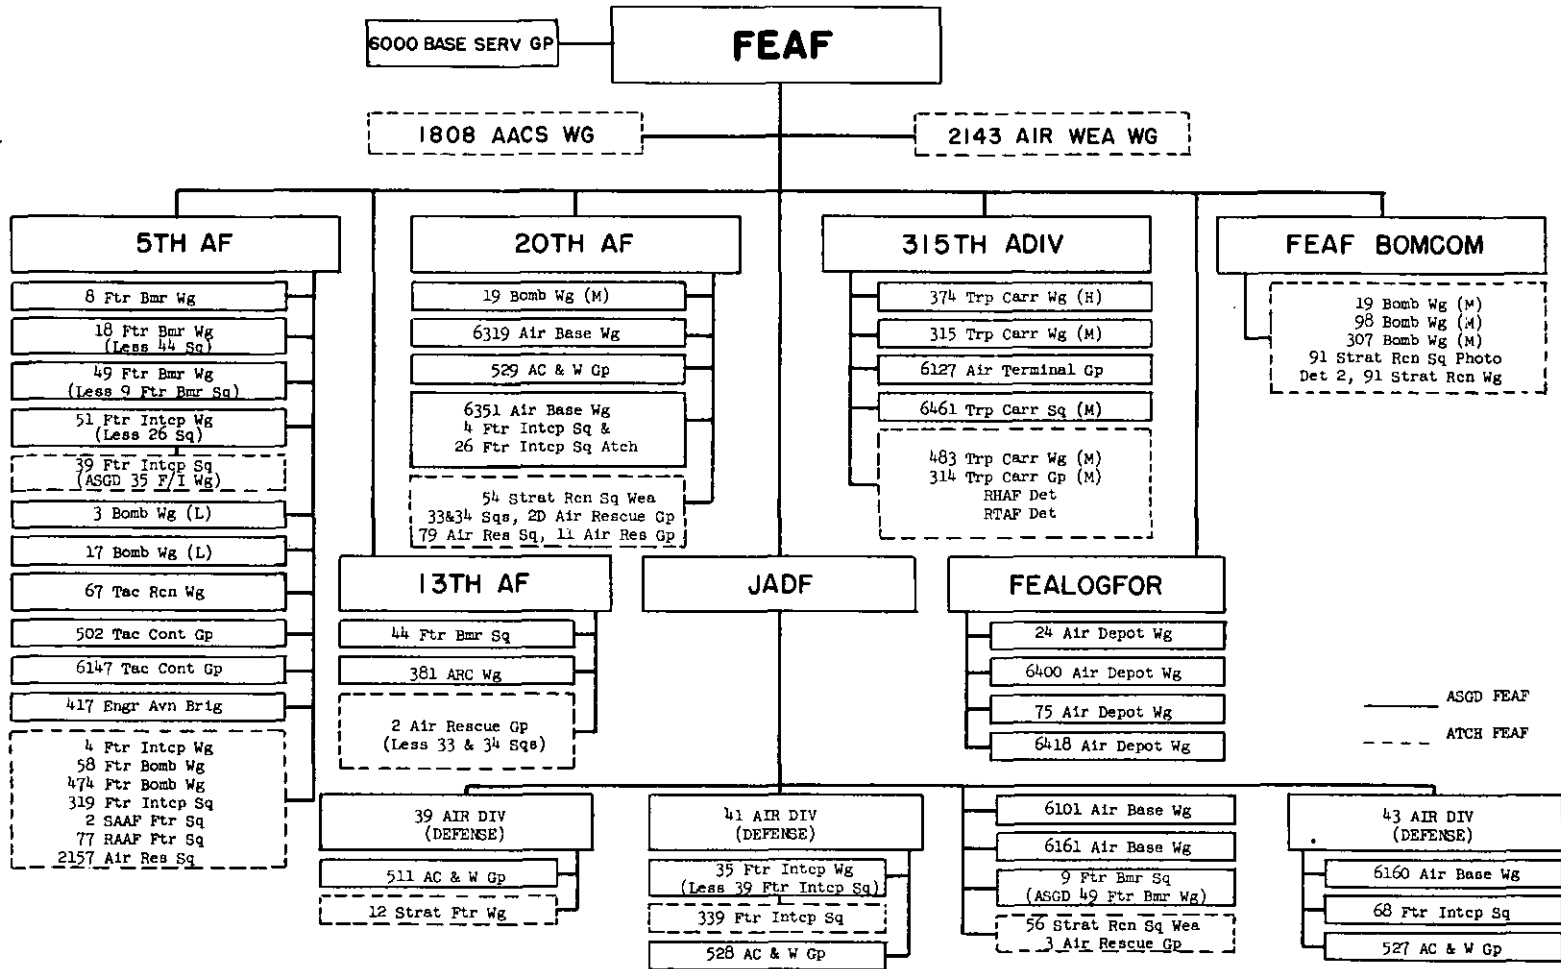 6000 BASE SERV GP
FEAF
1808 AACS WG
2143 AIR WEA WG
5TH AF
8 Ftr Bmr Wg
18 Ftr Bmr Wg
(Less 44 Sq)
49 Ftr Bmr Wg
(Less 9 Ftr Bmr Sq)
51 Ftr Intcp Wg
(Less 26 Sq)
39 Ftr Intcp Sq
(ASGD 35 F/I Wg)
3 Bomb Wg (L)
17 Bomb Wg (L)
67 Tac Rcn Wg
502 Tac Cont Gp
6147 Tac Cont Gp
417 Engr Avn Brig
4 Ftr Intcp Wg
58 Ftr Bomb Wg
474 Ftr Bomb Wg
319 Ftr Intcp Sq
2 SAAF Ftr Sq
77 RAAF Ftr Sq
2157 Air Res Sq
20TH AF
19 Bomb Wg (M)
6319 Air Base Wg
529 AC & W Gp
6351 Air Base Wg
4 Ftr Intcp Sq &
26 Ftr Intcp Sq Atch
54 Strat Rcn Sq Wea
33&34 Sqs, 2D Air Rescue Gp
79 Air Res Sq, 11 Air Res Gp
315TH ADIV
374 Trp Carr Wg (H)
315 Trp Carr Wg (M)
6127 Air Terminal Gp
6461 Trp Carr Sq (M)
483 Trp Carr Wg (M)
314 Trp Carr Gp (M)
RHAF Det
RTAF Det
FEAF BOMCOM
19 Bomb Wg (M)
98 Bomb Wg (M)
307 Bomb Wg (M)
91 Strat Rcn Sq Photo
Det 2, 91 Strat Rcn Wg
13TH AF
44 Ftr Bmr Sq
381 ARC Wg
2 Air Rescue Gp
(Less 33 & 34 Sqs)
JADF
FEALOGFOR
24 Air Depot Wg
6400 Air Depot Wg
75 Air Depot Wg
6418 Air Depot Wg
ASGD FEAF
ATCH FEAF
39 AIR DIV
(DEFENSE)
511 AC & W Gp
12 Strat Ftr Wg
41 AIR DIV
(DEFENSE)
35 Ftr Intcp Wg
(Less 39 Ftr Intcp Sq)
339 Ftr Intcp Sq
528 AC & W Gp
6101 Air Base Wg
6161 Air Base Wg
9 Ftr Bmr Sq
(ASGD 49 Ftr Bmr Wg)
56 Strat Rcn Sq Wea
3 Air Rescue Gp
43 AIR DIV
(DEFENSE)
6160 Air Base Wg
68 Ftr Intcp Sq
527 AC & W Gp